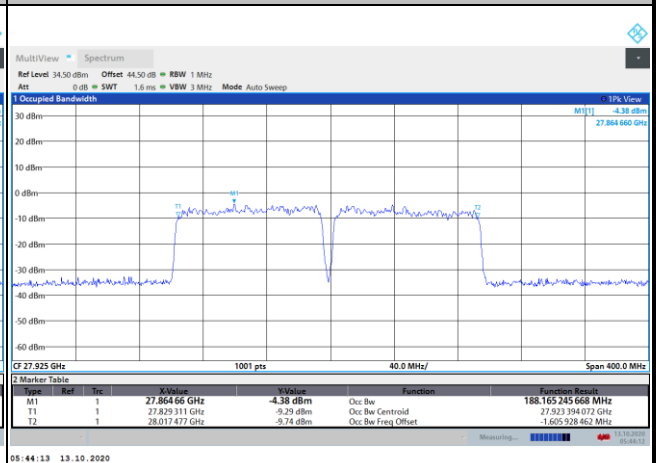 MultiView Spectrum
Ref Level 34.50 dBm Offset 44.50 dB RBW 1 MHz
Att 0 dB SWT 1.6 ms VBW 3 MHz Mode Auto Sweep
1 Occupied Bandwidth 1Pk View
M1[1] -4.38 dBm
27.864 660 GHz
30 dBm
20 dBm
10 dBm
0 dBm
M1
T1 T2
-10 dBm
-20 dBm
-30 dBm
-40 dBm
-50 dBm
-60 dBm
CF 27.925 GHz 1001 pts 40.0 MHz/ Span 400.0 MHz
2 Marker Table
Type Ref Trc X-Value Y-Value Function Function Result
M1 1 27.864 66 GHz -4.38 dBm Occ Bw 188.165 245 668 MHz
T1 1 27.829 311 GHz -9.29 dBm Occ Bw Centroid 27.923 394 072 GHz
T2 1 28.017 477 GHz -9.74 dBm Occ Bw Freq Offset -1.605 928 462 MHz
Measuring... 13.10.2020
05:44:12
05:44:13 13.10.2020